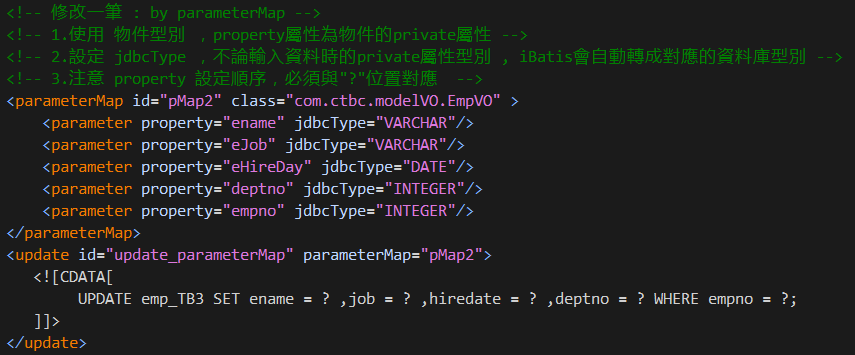 <!-- 修改一筆 : by parameterMap -->
<!-- 1.使用 物件型別 ，property屬性為物件的private屬性 -->
<!-- 2.設定 jdbcType ，不論輸入資料時的private屬性型別 , iBatis會自動轉成對應的資料庫型別 -->
<!-- 3.注意 property 設定順序，必須與"?"位置對應  -->
<parameterMap id="pMap2" class="com.ctbc.modelVO.EmpVO" >
    <parameter property="ename" jdbcType="VARCHAR"/>
    <parameter property="eJob" jdbcType="VARCHAR"/>
    <parameter property="eHireDay" jdbcType="DATE"/>
    <parameter property="deptno" jdbcType="INTEGER"/>
    <parameter property="empno" jdbcType="INTEGER"/>
</parameterMap>
<update id="update_parameterMap" parameterMap="pMap2">
   <![CDATA[
        UPDATE emp_TB3 SET ename = ? ,job = ? ,hiredate = ? ,deptno = ? WHERE empno = ?;
   ]]>
</update>